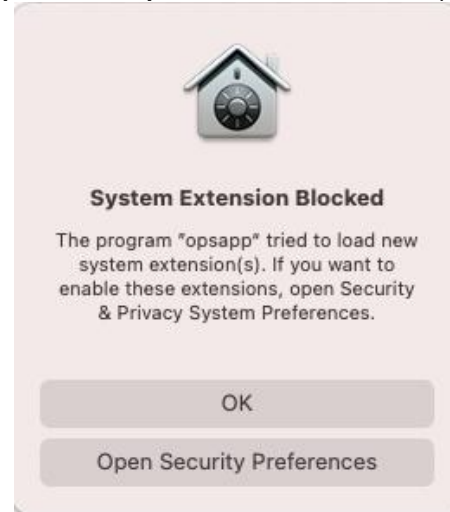 System Extension Blocked
The program "opsapp" tried to load new
system extension(s). If you want to
enable these extensions, open Security
& Privacy System Preferences.
OK
Open Security Preferences